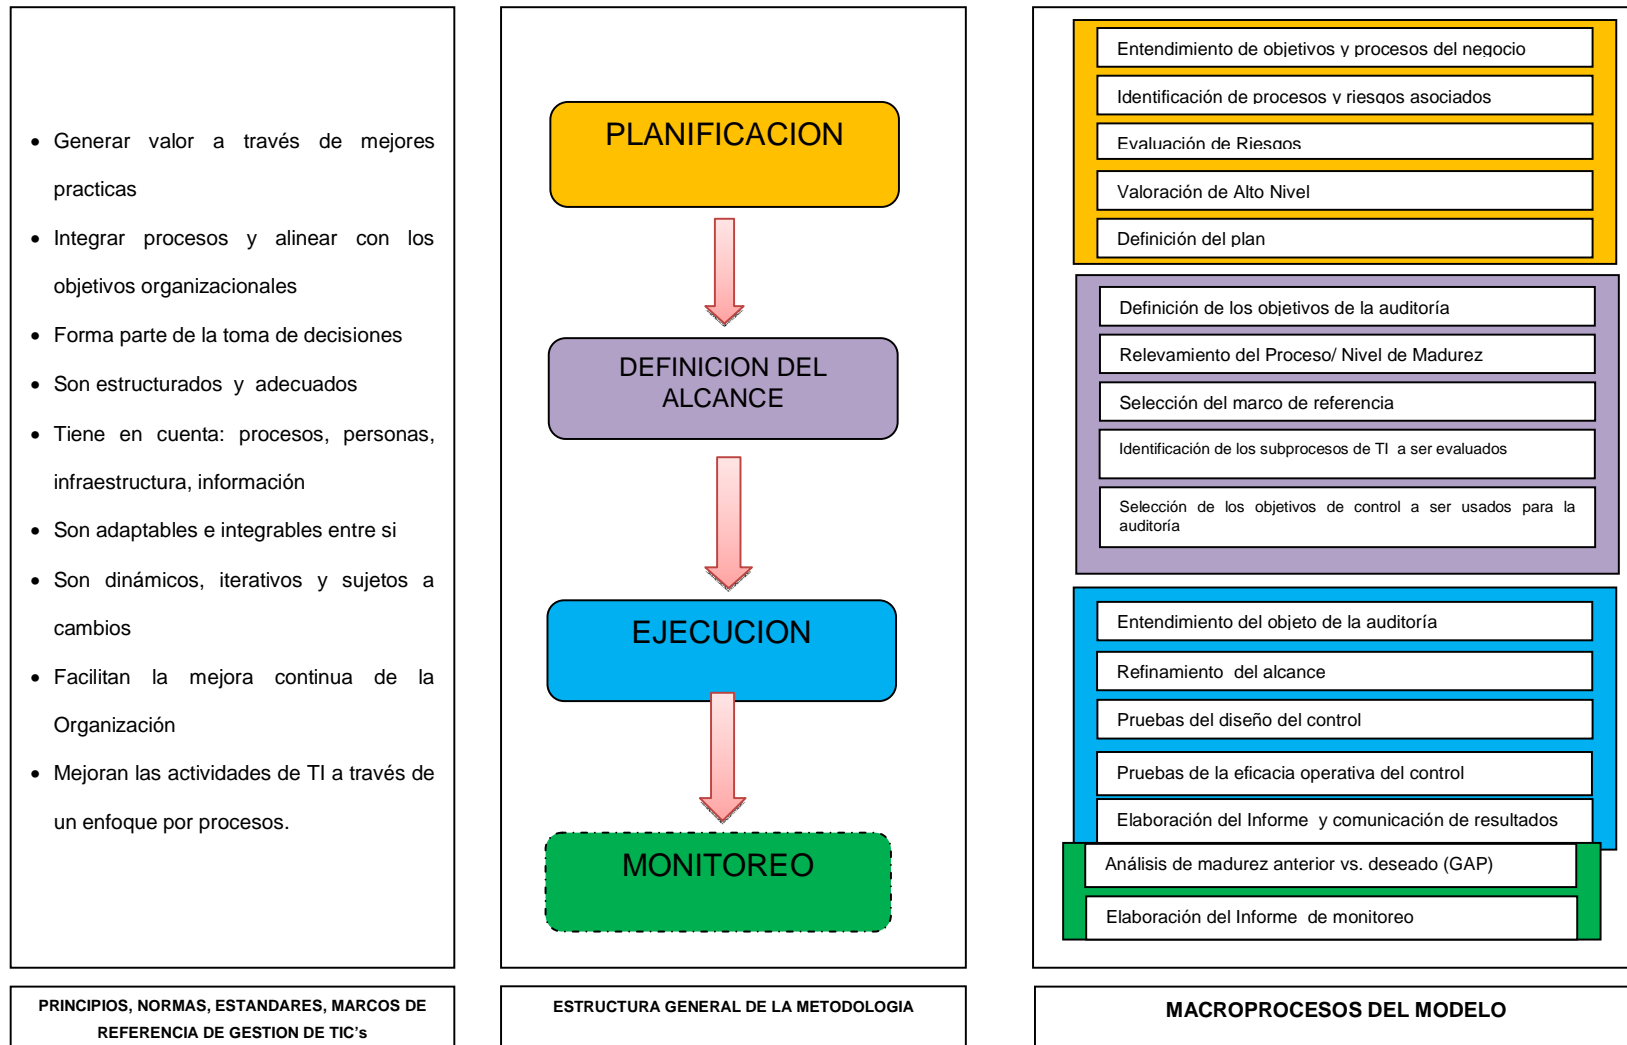 • Generar valor a través de mejores
practicas
• Integrar procesos y alinear con los
objetivos organizacionales
• Forma parte de la toma de decisiones
• Son estructurados y adecuados
• Tiene en cuenta: procesos, personas,
infraestructura, información
• Son adaptables e integrables entre si
• Son dinámicos, iterativos y sujetos a
cambios
• Facilitan la mejora continua de la
Organización
• Mejoran las actividades de TI a través de
un enfoque por procesos.
PRINCIPIOS, NORMAS, ESTANDARES, MARCOS DE
REFERENCIA DE GESTION DE TIC's
PLANIFICACION
DEFINICION DEL
ALCANCE
EJECUCION
MONITOREO
ESTRUCTURA GENERAL DE LA METODOLOGIA
Entendimiento de objetivos y procesos del negocio
Identificación de procesos y riesgos asociados
Evaluación de Riesgos
Valoración de Alto Nivel
Definición del plan
Definición de los objetivos de la auditoría
Relevamiento del Proceso/ Nivel de Madurez
Selección del marco de referencia
Identificación de los subprocesos de TI a ser evaluados
Selección de los objetivos de control a ser usados para la
auditoría
Entendimiento del objeto de la auditoría
Refinamiento del alcance
Pruebas del diseño del control
Pruebas de la eficacia operativa del control
Elaboración del Informe y comunicación de resultados
Análisis de madurez anterior vs. deseado (GAP)
Elaboración del Informe de monitoreo
MACROPROCESOS DEL MODELO